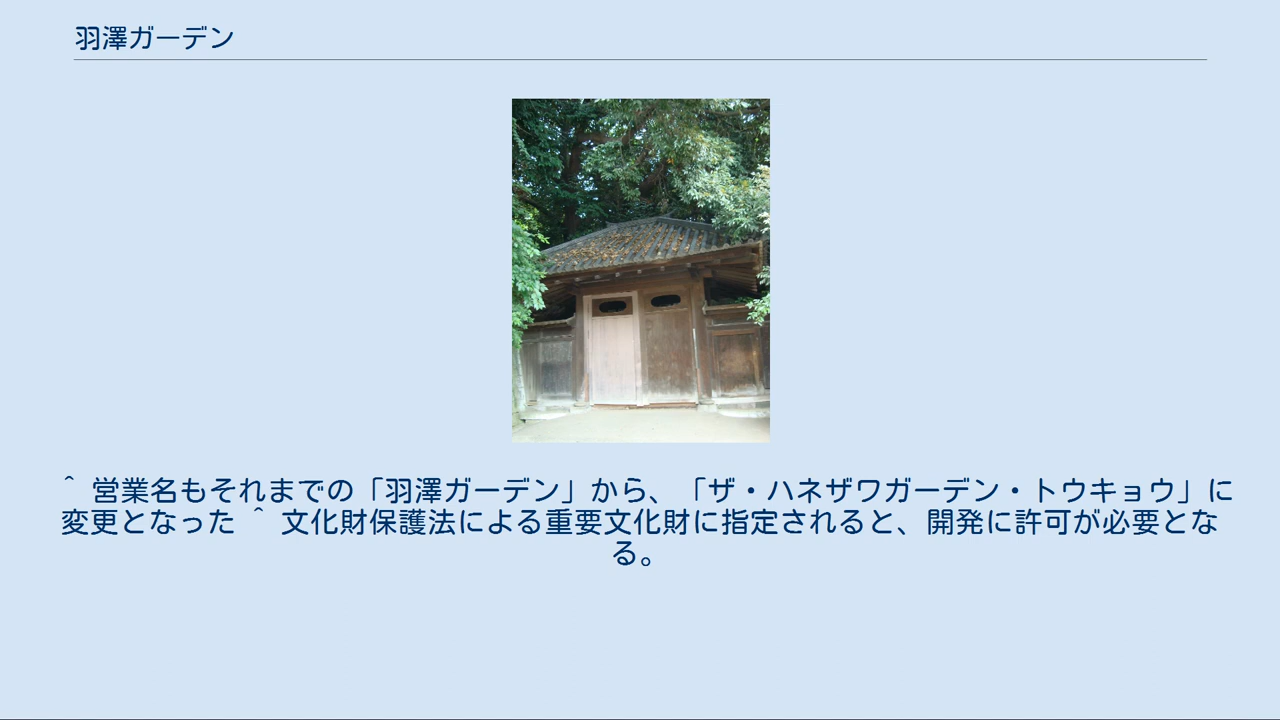 羽澤ガーデン
^ 営業名もそれまでの「羽澤ガーデン」から、「ザ・ハネザワガーデン・トウキョウ」に
変更となった ^ 文化財保護法による重要文化財に指定されると、開発に許可が必要とな
る。